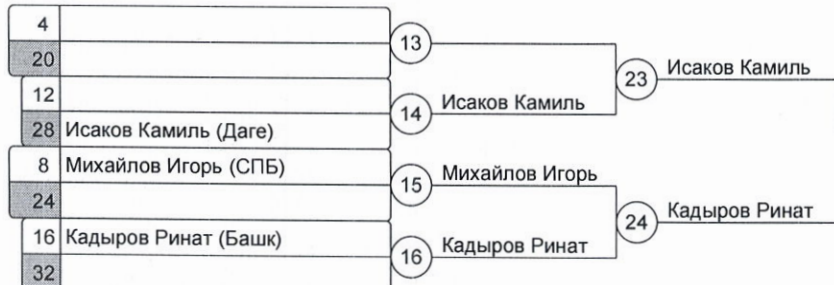 4
20
13
12
28 Исаков Камиль (Даге)
14 Исаков Камиль
23 Исаков Камиль
8 Михайлов Игорь (СПБ)
24
15 Михайлов Игорь
16 Кадыров Ринат (Башк)
32
16 Кадыров Ринат
24 Кадыров Ринат